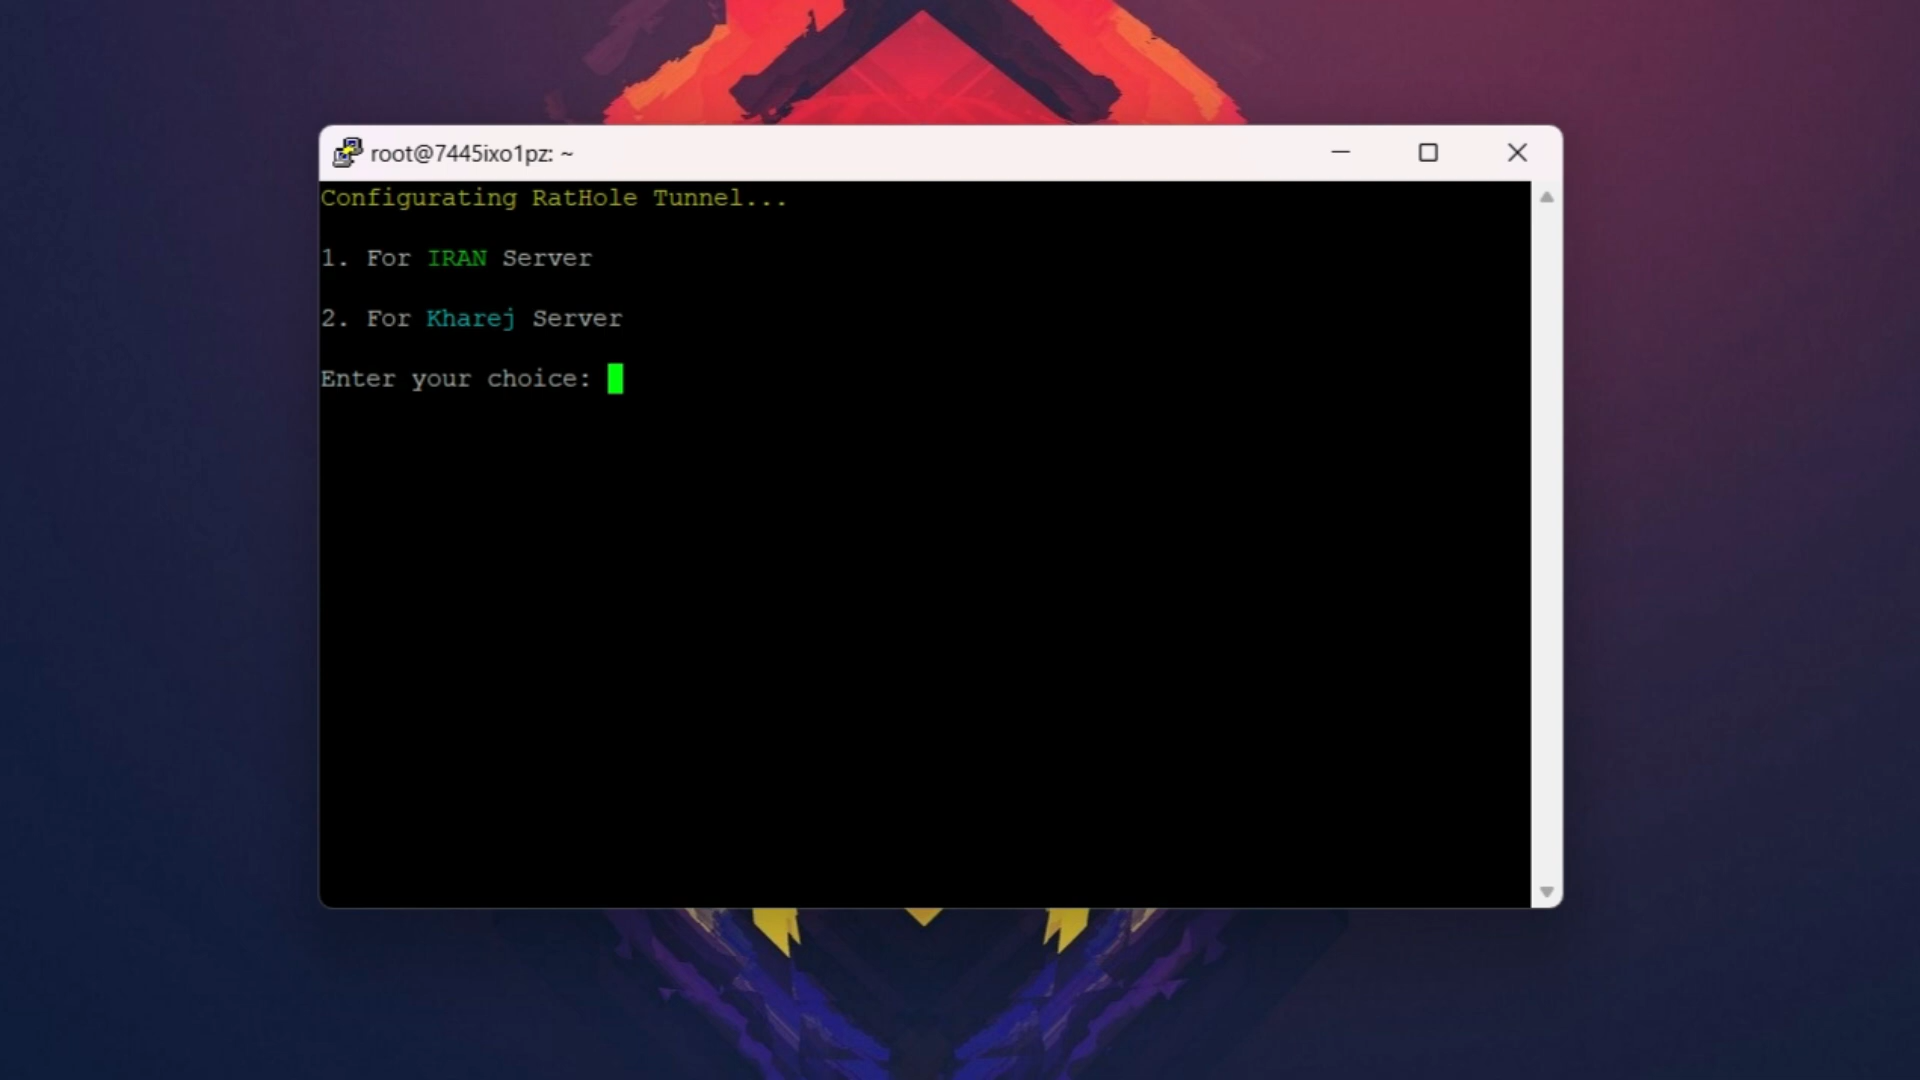 root@7445ixo1pz: ~
Configurating RatHole Tunnel...
1. For IRAN Server
2. For Kharej Server
Enter your choice: